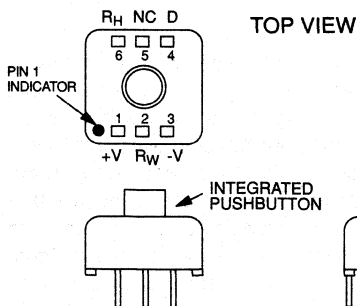 RH NC D
TOP VIEW
6 5 4
PIN 1
INDICATOR
1 2 3
+V RW -V
INTEGRATED
PUSHBUTTON